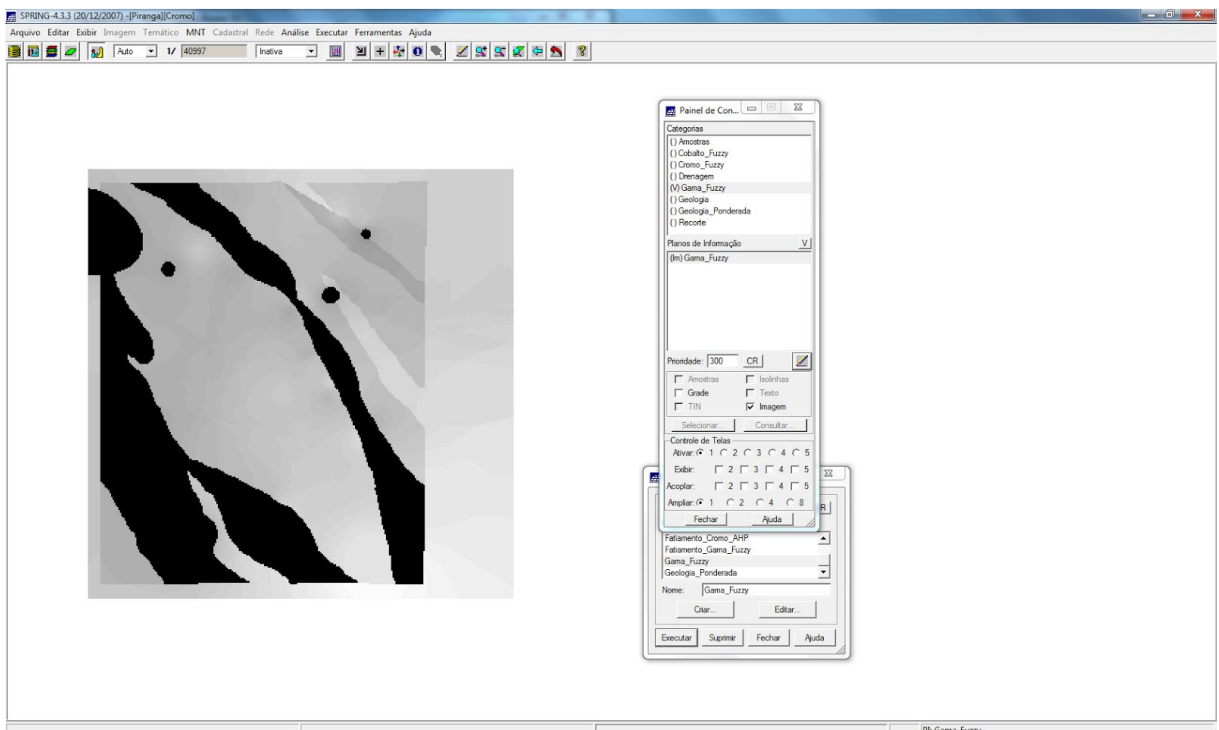 SPRING-4.3.3 (20/12/2007) -[Piranga][Cromo]
Arquivo Editar Exibir Imagem Temático MNT Cadastral Rede Análise Executar Ferramentas Ajuda
Auto 1/ 40997 Inativa
Painel de Con...
Categorias
( ) Amostras
( ) Cobalto_Fuzzy
( ) Cromo_Fuzzy
( ) Drenagem
(V) Gama_Fuzzy
( ) Geologia
( ) Geologia_Ponderada
( ) Recorte
Planos de Informação V
(Im) Gama_Fuzzy
Prioridade: 300 CR
Amostras Isolinhas
Grade Texto
TIN Imagem
Selecionar... Consultar...
Controle de Telas
Ativar: 1 2 3 4 5
Exibir: 2 3 4 5
Acoplar: 2 3 4 5
Ampliar: 1 2 4 8
Fechar Ajuda
R
Fatiamento_Cromo_AHP
Fatiamento_Gama_Fuzzy
Gama_Fuzzy
Geologia_Ponderada
Nome: Gama_Fuzzy
Criar... Editar...
Executar Suprimir Fechar Ajuda
PI: Gama_Fuzzy